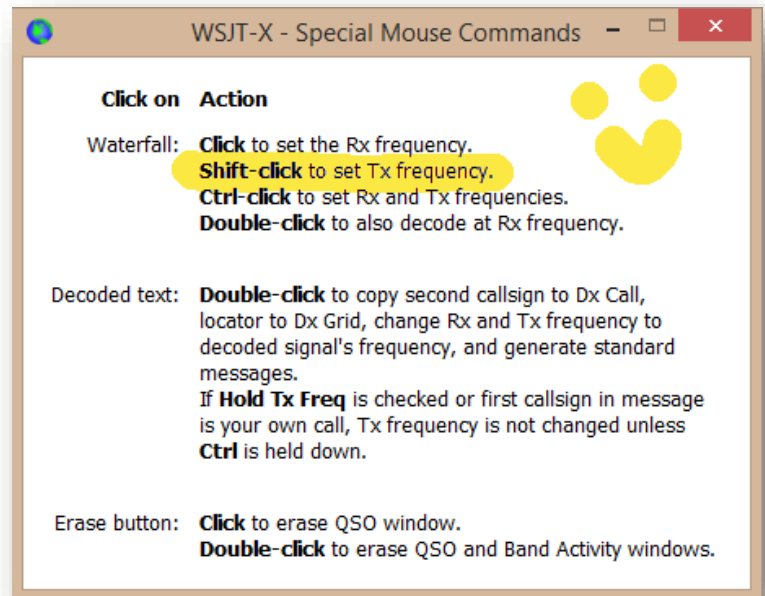 WSJT-X - Special Mouse Commands
Click on Action
Waterfall: Click to set the Rx frequency.
Shift-click to set Tx frequency.
Ctrl-click to set Rx and Tx frequencies.
Double-click to also decode at Rx frequency.
Decoded text: Double-click to copy second callsign to Dx Call,
locator to Dx Grid, change Rx and Tx frequency to
decoded signal's frequency, and generate standard
messages.
If Hold Tx Freq is checked or first callsign in message
is your own call, Tx frequency is not changed unless
Ctrl is held down.
Erase button: Click to erase QSO window.
Double-click to erase QSO and Band Activity windows.